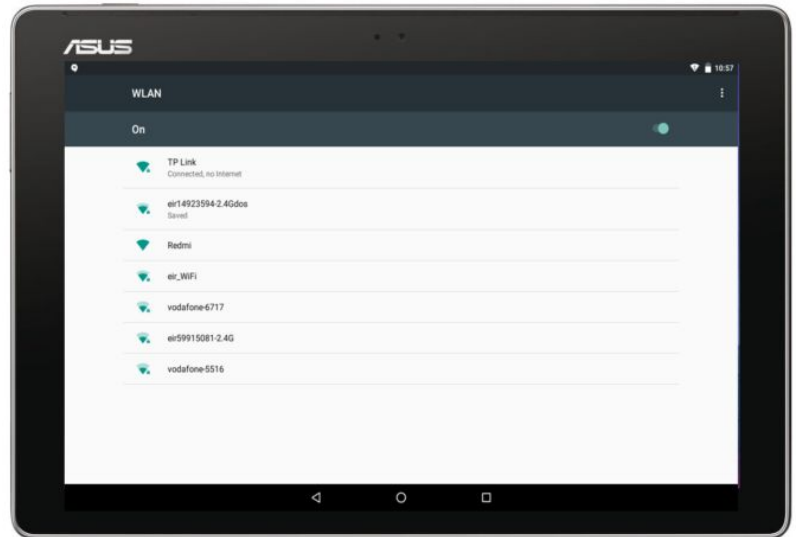 ASUS
10:57
WLAN
On
TP Link
Connected, no Internet
eir14923594-2.4Gdos
Saved
Redmi
eir_WiFi
vodafone-6717
eir59915081-2.4G
vodafone-5516